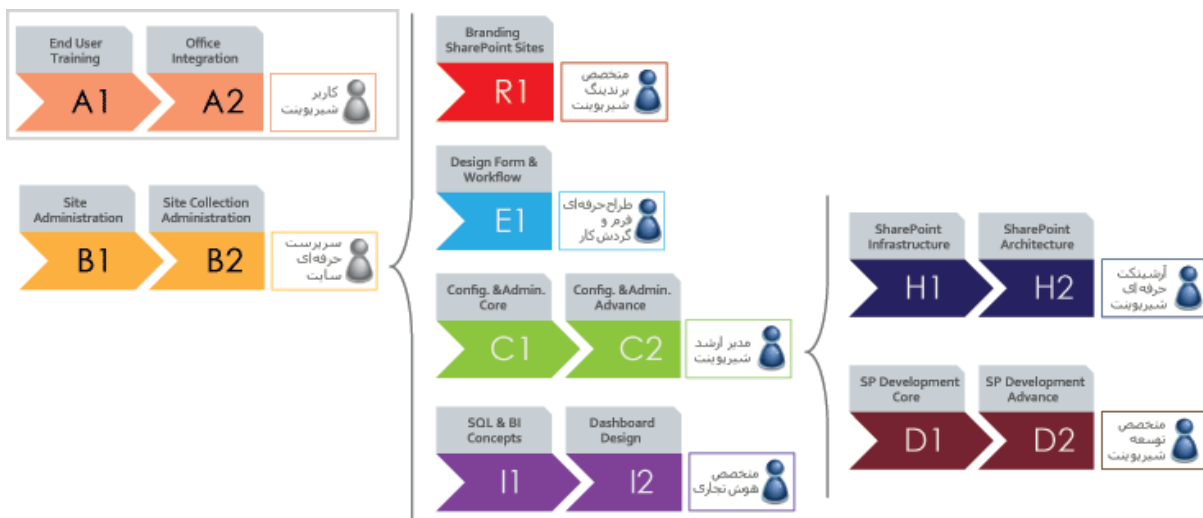 End User
Training
A1
Office
Integration
A2
کاربر
شیرپوینت
Site
Administration
B1
Site Collection
Administration
B2
سرپرست
حرفه‌ای
سایت
Branding
SharePoint Sites
R1
متخصص
برندینگ
شیرپوینت
Design Form &
Workflow
E1
طراح حرفه‌ای
فرم و
گردش کار
Config. &Admin.
Core
C1
Config. &Admin.
Advance
C2
مدیر ارشد
شیرپوینت
SQL & BI
Concepts
I1
Dashboard
Design
I2
متخصص
هوش تجاری
SharePoint
Infrastructure
H1
SharePoint
Architecture
H2
آرشیتکت
حرفه ای
شیرپوینت
SP Development
Core
D1
SP Development
Advance
D2
متخصص
توسعه
شیرپوینت